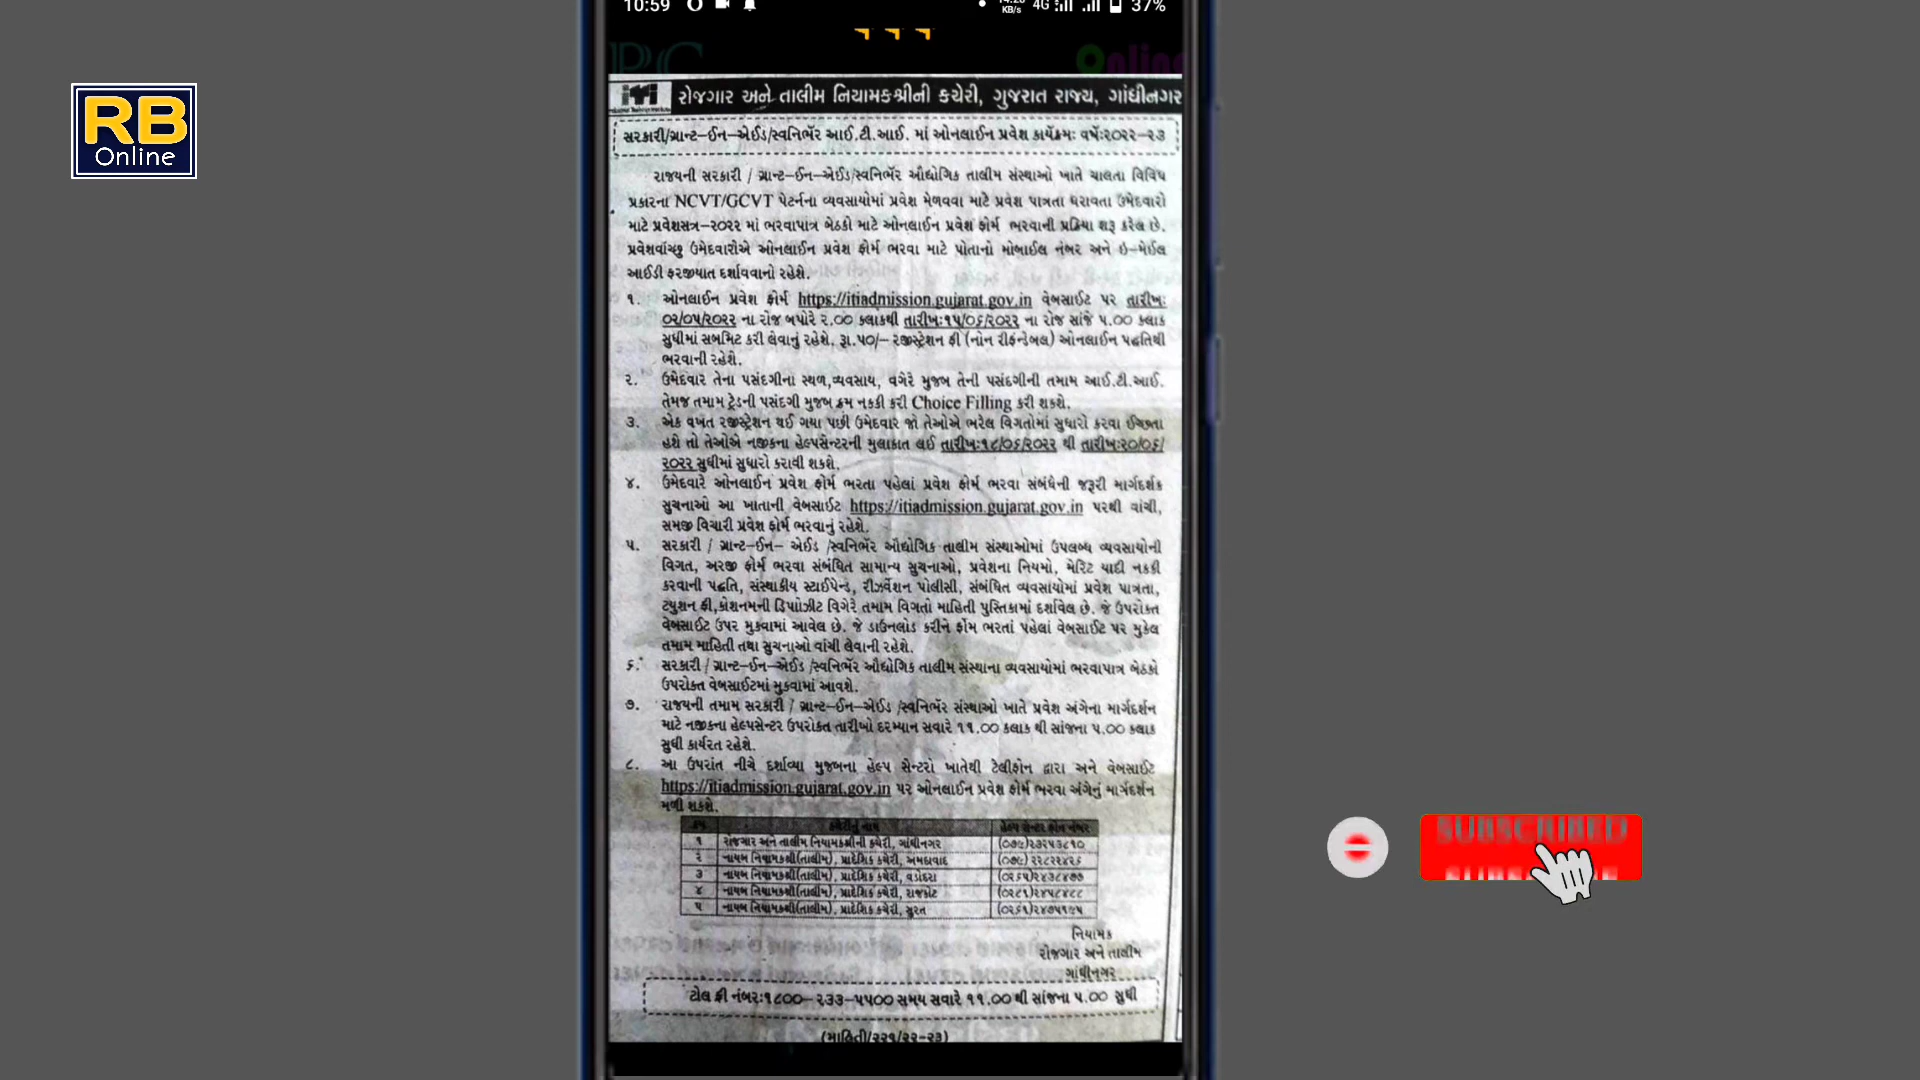 10:59
KB/s 4G 37%
RB
Online
iTi રોજગાર અને તાલીમ નિયામકશ્રીની કચેરી, ગુજરાત રાજ્ય, ગાંધીનગર
સરકારી/ગ્રાન્ટ-ઈન-એઈડ/સ્વનિર્ભર આઈ.ટી.આઈ. માં ઓનલાઈન પ્રવેશ કાર્યક્રમ: વર્ષ:૨૦૨૨-૨૩
રાજ્યની સરકારી / ગ્રાન્ટ-ઈન-એઈડ/સ્વનિર્ભર ઔદ્યોગિક તાલીમ સંસ્થાઓ ખાતે ચાલતા વિવિધ
પ્રકારના NCVT/GCVT પેટર્નના વ્યવસાયોમાં પ્રવેશ મેળવવા માટે પ્રવેશ પાત્રતા ધરાવતા ઉમેદવારો
માટે પ્રવેશસત્ર-૨૦૨૨ માં ભરવાપાત્ર બેઠકો માટે ઓનલાઈન પ્રવેશ ફોર્મ ભરવાની પ્રક્રિયા શરૂ કરેલ છે.
પ્રવેશવાંચ્છુ ઉમેદવારોએ ઓનલાઈન પ્રવેશ ફોર્મ ભરવા માટે પોતાનો મોબાઈલ નંબર અને ઇ-મેઈલ
આઈડી ફરજીયાત દર્શાવવાનો રહેશે.
૧. ઓનલાઈન પ્રવેશ ફોર્મ https://itiadmission.gujarat.gov.in વેબસાઈટ પર તારીખ:
૦૨/૦૫/૨૦૨૨ ના રોજ બપોરે ૨.૦૦ કલાકથી તારીખ:૧૫/૦૬/૨૦૨૨ ના રોજ સાંજે ૫.૦૦ કલાક
સુધીમાં સબમિટ કરી લેવાનું રહેશે. રૂા.૫૦/- રજીસ્ટ્રેશન ફી (નોન રીફંન્ડેબલ) ઓનલાઈન પદ્ધતિથી
ભરવાની રહેશે.
૨. ઉમેદવાર તેના પસંદગીના સ્થળ,વ્યવસાય, વગેરે મુજબ તેની પસંદગીની તમામ આઈ.ટી.આઈ.
તેમજ તમામ ટ્રેડની પસંદગી મુજબ ક્રમ નક્કી કરી Choice Filling કરી શકશે.
૩. એક વખત રજીસ્ટ્રેશન થઈ ગયા પછી ઉમેદવાર જો તેઓએ ભરેલ વિગતોમાં સુધારો કરવા ઈચ્છતા
હશે તો તેઓએ નજીકના હેલ્પસેન્ટરની મુલાકાત લઈ તારીખ:૧૮/૦૬/૨૦૨૨ થી તારીખ:૨૦/૦૬/
૨૦૨૨ સુધીમાં સુધારો કરાવી શકશે.
૪. ઉમેદવારે ઓનલાઈન પ્રવેશ ફોર્મ ભરતા પહેલાં પ્રવેશ ફોર્મ ભરવા સંબંધેની જરૂરી માર્ગદર્શક
સુચનાઓ આ ખાતાની વેબસાઈટ https://itiadmission.gujarat.gov.in પરથી વાંચી,
સમજી વિચારી પ્રવેશ ફોર્મ ભરવાનું રહેશે.
૫. સરકારી / ગ્રાન્ટ-ઈન- એઈડ /સ્વનિર્ભર ઔદ્યોગિક તાલીમ સંસ્થાઓમાં ઉપલબ્ધ વ્યવસાયોની
વિગત, અરજી ફોર્મ ભરવા સંબંધિત સામાન્ય સુચનાઓ, પ્રવેશના નિયમો, મેરિટ યાદી નક્કી
કરવાની પદ્ધતિ, સંસ્થાકીય સ્ટાઈપેન્ડ, રીઝર્વેશન પોલીસી, સંબંધિત વ્યવસાયોમાં પ્રવેશ પાત્રતા,
ટ્યુશન ફી,કોશનમની ડિપાઝીટ વિગેરે તમામ વિગતો માહિતી પુસ્તિકામાં દર્શાવેલ છે. જે ઉપરોક્ત
વેબસાઈટ ઉપર મુકવામાં આવેલ છે. જે ડાઉનલોડ કરીને ફોર્મ ભરતાં પહેલાં વેબસાઈટ પર મુકેલ
તમામ માહિતી તથા સુચનાઓ વાંચી લેવાની રહેશે.
૬. સરકારી / ગ્રાન્ટ-ઈન-એઈડ /સ્વનિર્ભર ઔદ્યોગિક તાલીમ સંસ્થાના વ્યવસાયોમાં ભરવાપાત્ર બેઠકો
ઉપરોક્ત વેબસાઈટમાં મુકવામાં આવશે.
૭. રાજ્યની તમામ સરકારી / ગ્રાન્ટ-ઈન-એઈડ /સ્વનિર્ભર સંસ્થાઓ ખાતે પ્રવેશ અંગેના માર્ગદર્શન
માટે નજીકના હેલ્પસેન્ટર ઉપરોક્ત તારીખો દરમ્યાન સવારે ૧૧.૦૦ કલાક થી સાંજના ૫.૦૦ કલાક
સુધી કાર્યરત રહેશે.
૮. આ ઉપરાંત નીચે દર્શાવ્યા મુજબના હેલ્પ સેન્ટરો ખાતેથી ટેલીફોન દ્વારા અને વેબસાઈટ
https://itiadmission.gujarat.gov.in પર ઓનલાઈન પ્રવેશ ફોર્મ ભરવા અંગેનું માર્ગદર્શન
મળી શકશે.
ક્રમ કચેરીનું નામ હેલ્પ સેન્ટર ફોન નંબર
૧ રોજગાર અને તાલીમ નિયામકશ્રીની કચેરી, ગાંધીનગર (૦૭૯)૨૩૨૫૩૮૧૦
૨ નાયબ નિયામકશ્રી(તાલીમ), પ્રાદેશિક કચેરી, અમદાવાદ
૩ નાયબ નિયામકશ્રી(તાલીમ), પ્રાદેશિક કચેરી, વડોદરા (૦૨૬૫)૨૪૩૮૪૭૭
૪ નાયબ નિયામકશ્રી(તાલીમ), પ્રાદેશિક કચેરી, રાજકોટ
૫ નાયબ નિયામકશ્રી(તાલીમ), પ્રાદેશિક કચેરી, સુરત
નિયામક
રોજગાર અને તાલીમ
ગાંધીનગર
ટોલ ફ્રી નંબર:૧૮૦૦-૨૩૩-૫૫૦૦ સમય સવારે ૧૧.૦૦ થી સાંજના ૫.૦૦ સુધી
(માહિતી/૨૨૧/૨૨-૨૩)
SUBSCRIBED